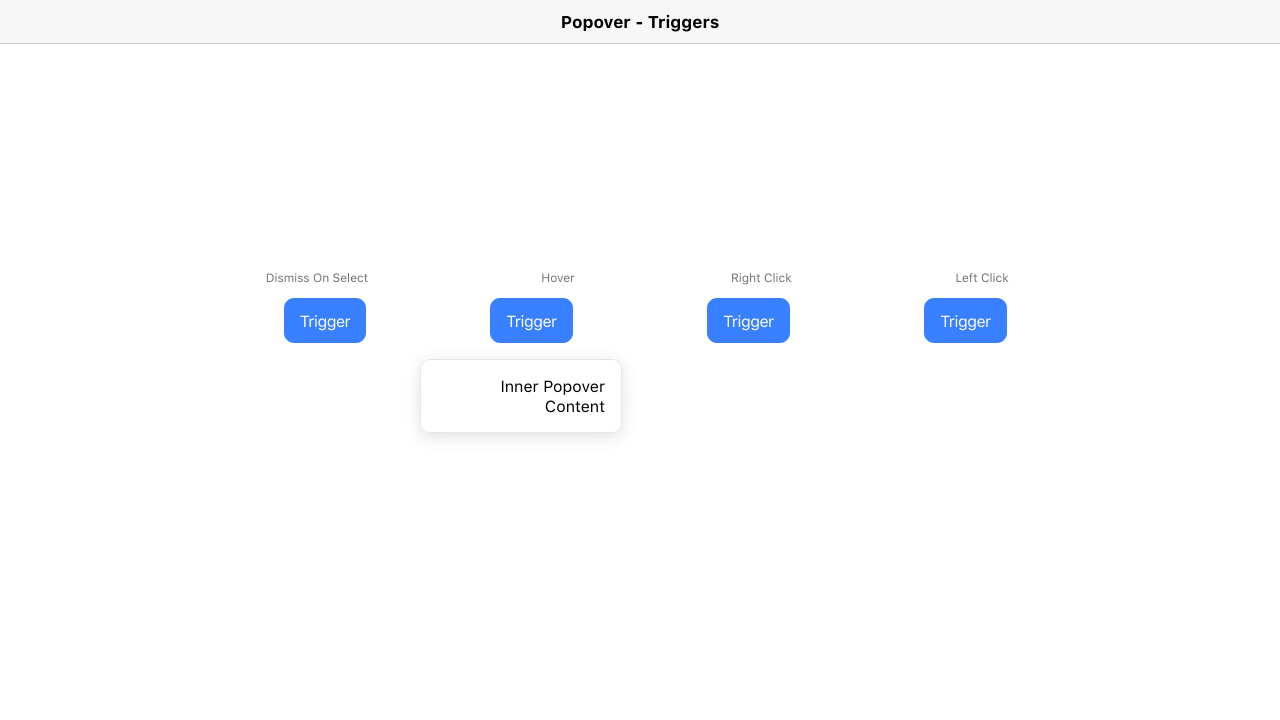 Popover - Triggers
Dismiss On Select
Hover
Right Click
Left Click
Trigger
Trigger
Trigger
Trigger
Inner Popover
Content